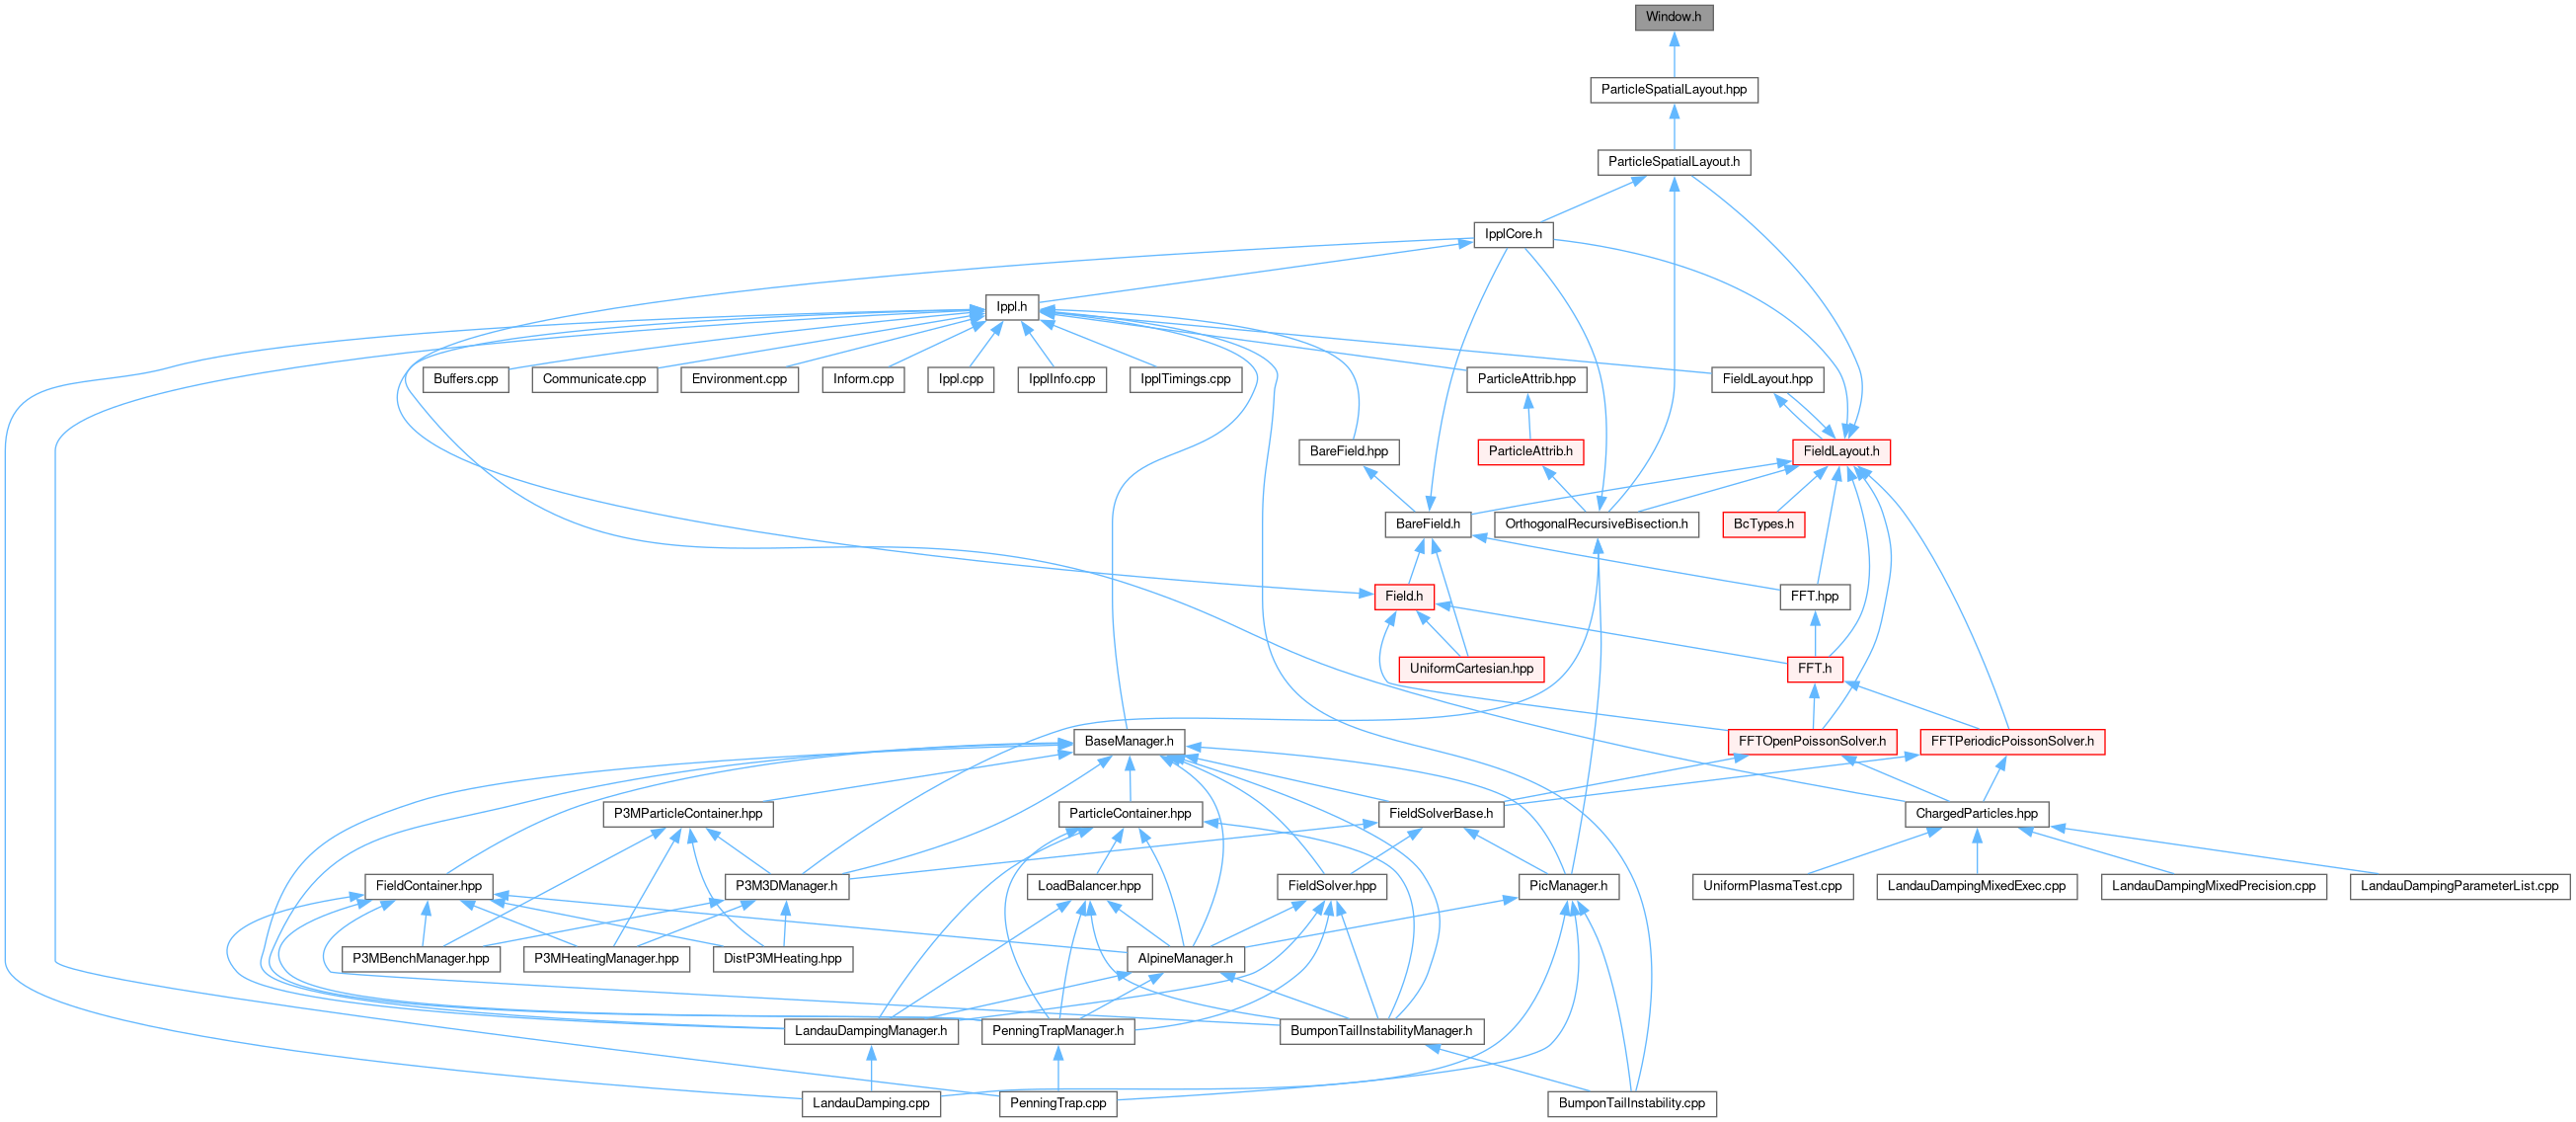 Window.h
ParticleSpatialLayout.hpp
ParticleSpatialLayout.h
IpplCore.h
Ippl.h
Buffers.cpp
Communicate.cpp
Environment.cpp
Inform.cpp
Ippl.cpp
IpplInfo.cpp
IpplTimings.cpp
ParticleAttrib.hpp
FieldLayout.hpp
BareField.hpp
ParticleAttrib.h
FieldLayout.h
BareField.h
OrthogonalRecursiveBisection.h
BcTypes.h
Field.h
FFT.hpp
UniformCartesian.hpp
FFT.h
BaseManager.h
FFTOpenPoissonSolver.h
FFTPeriodicPoissonSolver.h
P3MParticleContainer.hpp
ParticleContainer.hpp
FieldSolverBase.h
ChargedParticles.hpp
FieldContainer.hpp
P3M3DManager.h
LoadBalancer.hpp
FieldSolver.hpp
PicManager.h
UniformPlasmaTest.cpp
LandauDampingMixedExec.cpp
LandauDampingMixedPrecision.cpp
LandauDampingParameterList.cpp
P3MBenchManager.hpp
P3MHeatingManager.hpp
DistP3MHeating.hpp
AlpineManager.h
LandauDampingManager.h
PenningTrapManager.h
BumponTailInstabilityManager.h
LandauDamping.cpp
PenningTrap.cpp
BumponTailInstability.cpp